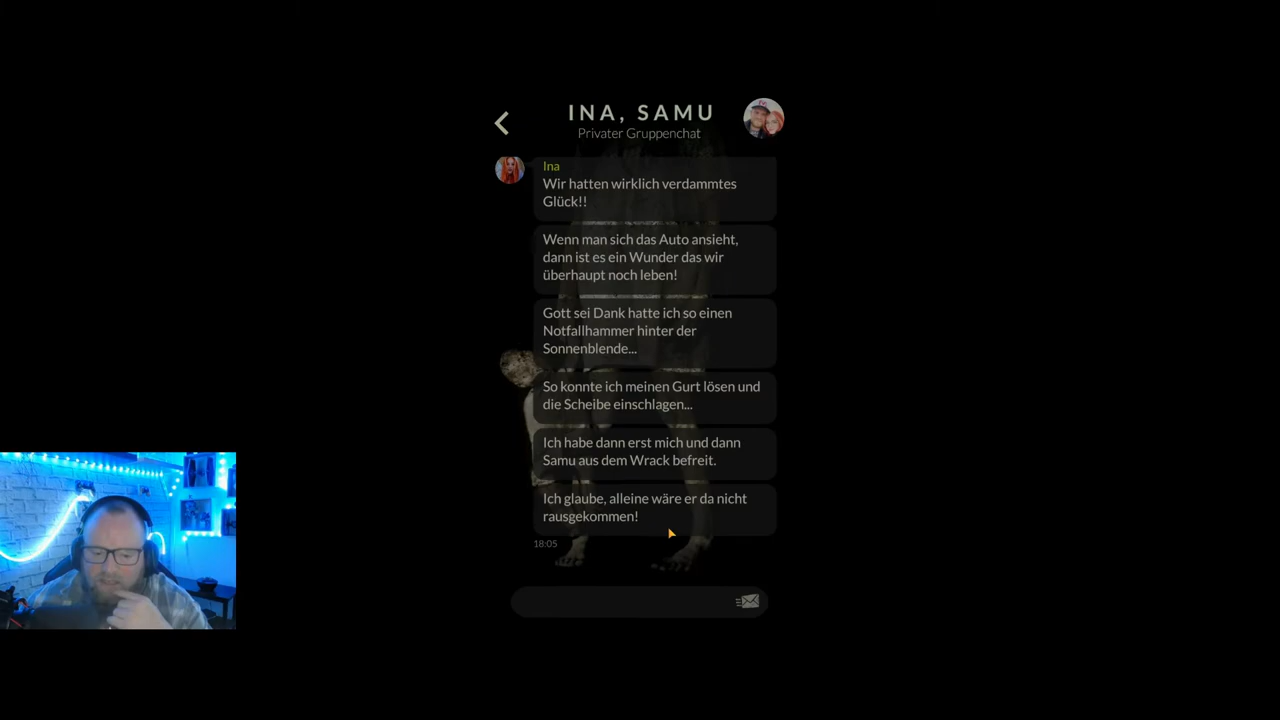 INA, SAMU
Privater Gruppenchat
Ina
Wir hatten wirklich verdammtes
Glück!!
Wenn man sich das Auto ansieht,
dann ist es ein Wunder das wir
überhaupt noch leben!
Gott sei Dank hatte ich so einen
Notfallhammer hinter der
Sonnenblende...
So konnte ich meinen Gurt lösen und
die Scheibe einschlagen...
Ich habe dann erst mich und dann
Samu aus dem Wrack befreit.
Ich glaube, alleine wäre er da nicht
rausgekommen!
18:05